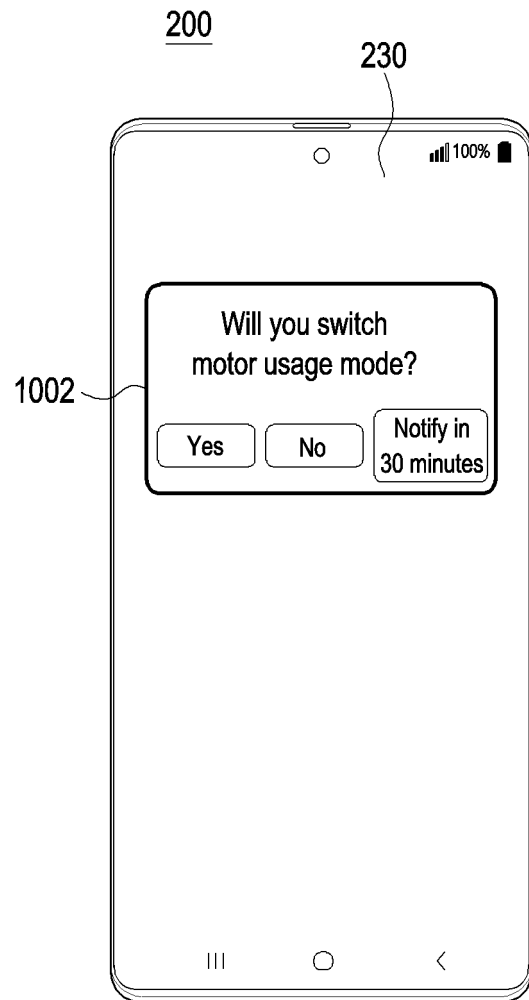 200
230
100%
Will you switch
motor usage mode?
1002
Yes
No
Notify in
30 minutes